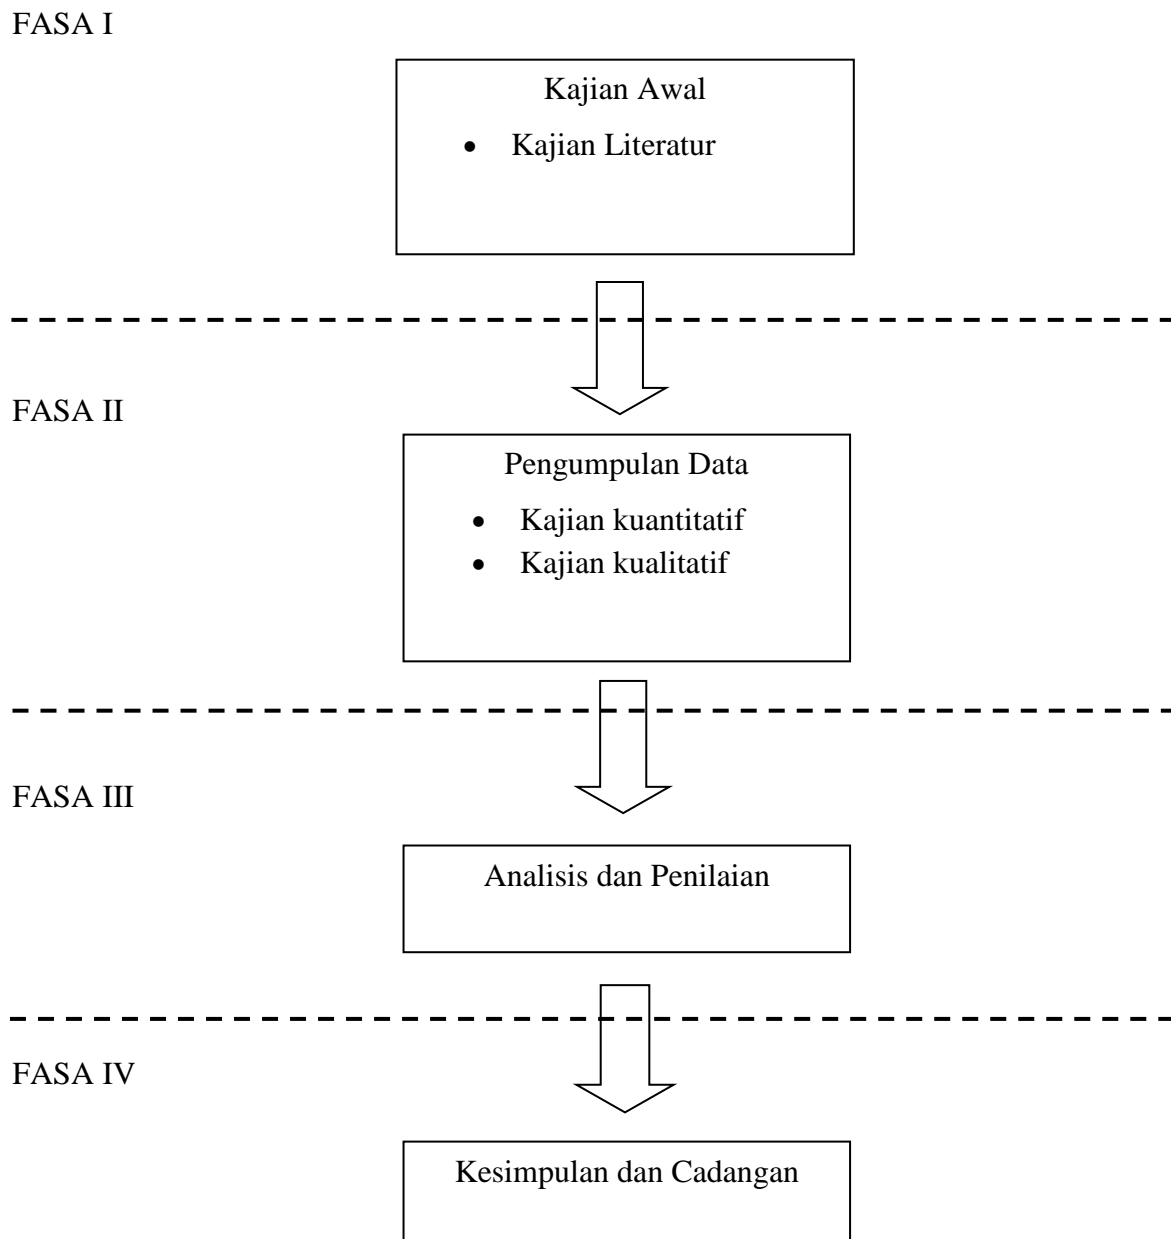 FASA I
Kajian Awal
• Kajian Literatur
FASA II
Pengumpulan Data
• Kajian kuantitatif
• Kajian kualitatif
FASA III
Analisis dan Penilaian
FASA IV
Kesimpulan dan Cadangan